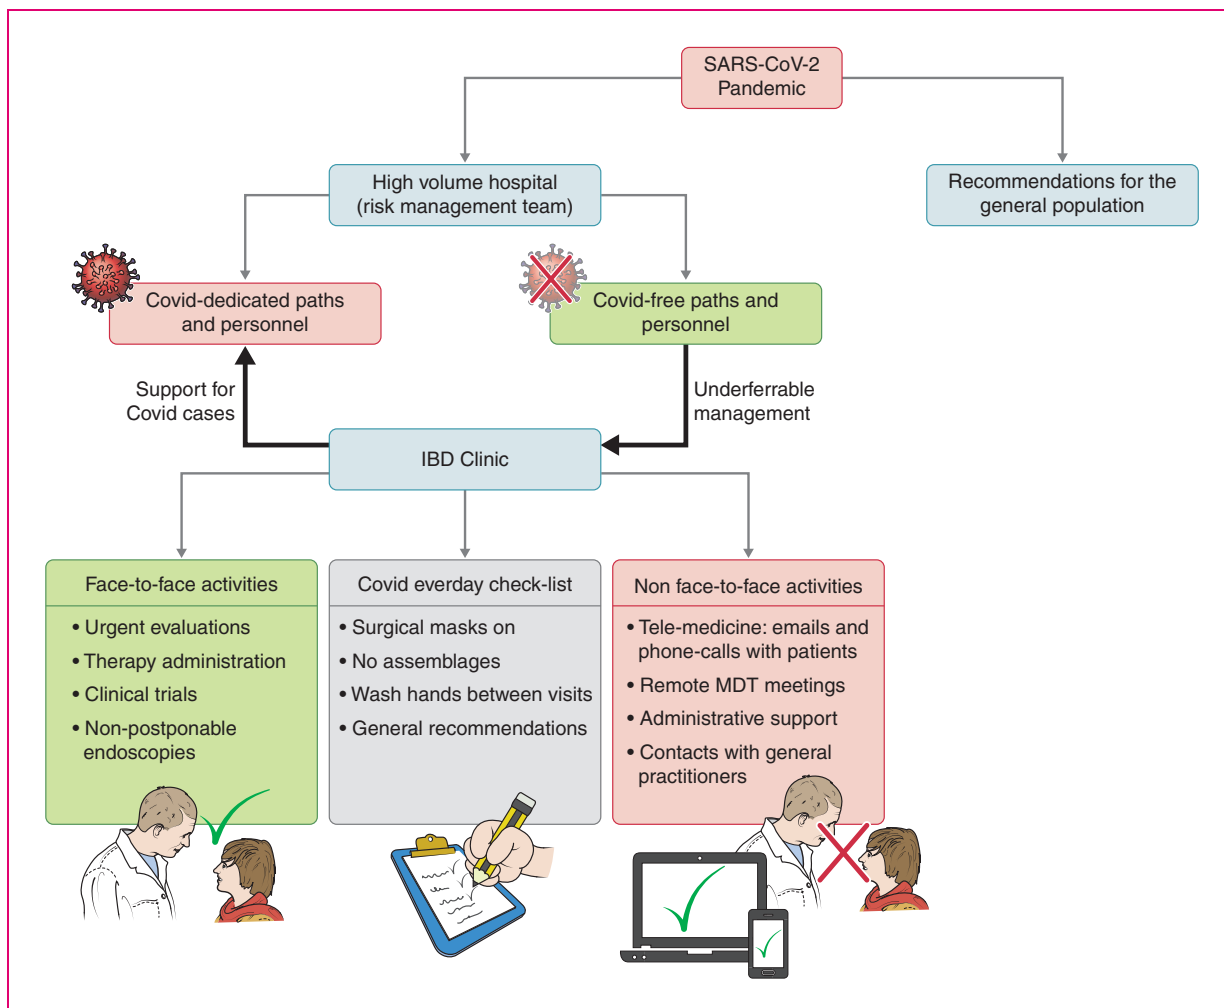 SARS-CoV-2
Pandemic
High volume hospital
(risk management team)
Recommendations for the
general population
Covid-dedicated paths
and personnel
Covid-free paths and
personnel
Support for
Covid cases
Underferrable
management
IBD Clinic
Face-to-face activities
• Urgent evaluations
• Therapy administration
• Clinical trials
• Non-postponable
endoscopies
Covid everday check-list
• Surgical masks on
• No assemblages
• Wash hands between visits
• General recommendations
Non face-to-face activities
• Tele-medicine: emails and
phone-calls with patients
• Remote MDT meetings
• Administrative support
• Contacts with general
practitioners